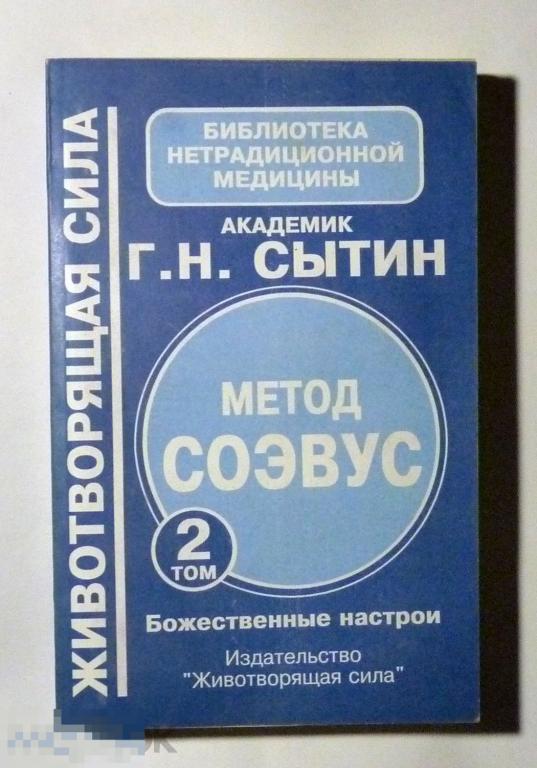 ЖИВОТВОРЯЩАЯ СИЛА
БИБЛИОТЕКА
НЕТРАДИЦИОННОЙ
МЕДИЦИНЫ
АКАДЕМИК
Г.Н. СЫТИН
МЕТОД
СОЭВУС
2
ТОМ
Божественные настрои
Издательство
"Животворящая сила"